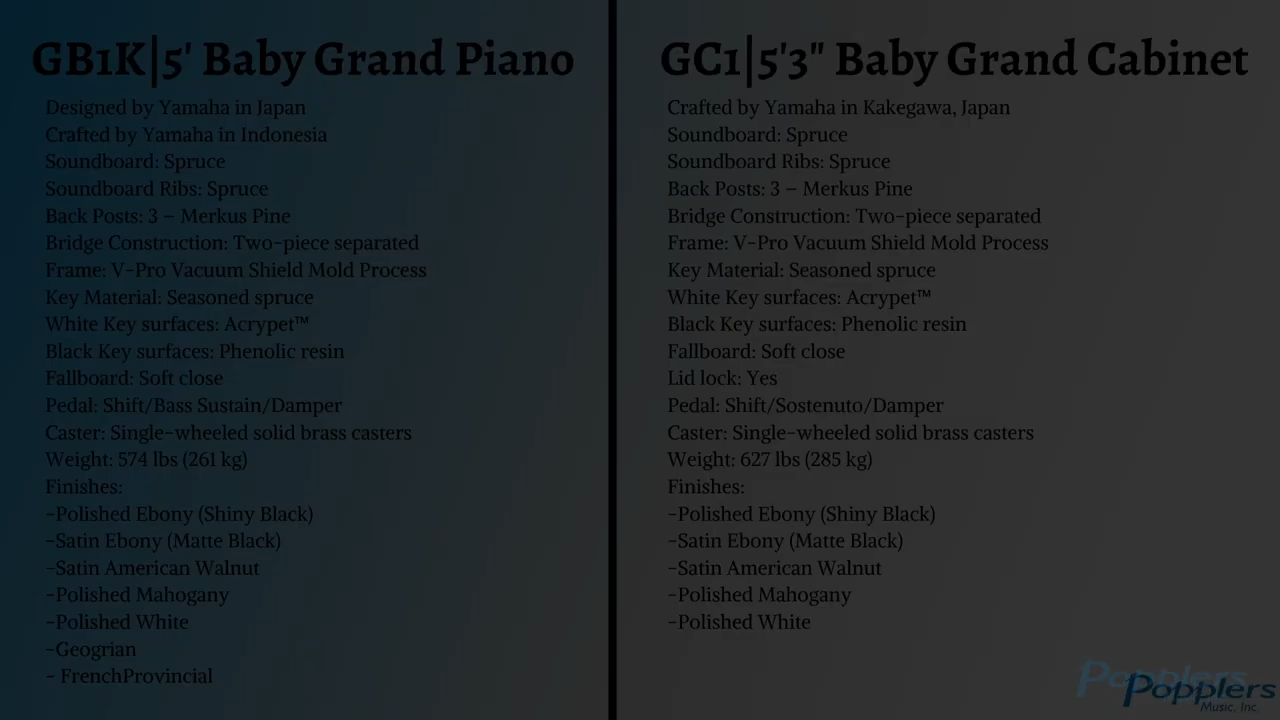 GB1K|5' Baby Grand Piano
Designed by Yamaha in Japan
Crafted by Yamaha in Indonesia
Soundboard: Spruce
Soundboard Ribs: Spruce
Back Posts: 3 – Merkus Pine
Bridge Construction: Two-piece separated
Frame: V-Pro Vacuum Shield Mold Process
Key Material: Seasoned spruce
White Key surfaces: Acrypet™
Black Key surfaces: Phenolic resin
Fallboard: Soft close
Pedal: Shift/Bass Sustain/Damper
Caster: Single-wheeled solid brass casters
Weight: 574 lbs (261 kg)
Finishes:
-Polished Ebony (Shiny Black)
-Satin Ebony (Matte Black)
-Satin American Walnut
-Polished Mahogany
-Polished White
-Geogrian
- FrenchProvincial
GC1|5'3" Baby Grand Cabinet
Crafted by Yamaha in Kakegawa, Japan
Soundboard: Spruce
Soundboard Ribs: Spruce
Back Posts: 3 – Merkus Pine
Bridge Construction: Two-piece separated
Frame: V-Pro Vacuum Shield Mold Process
Key Material: Seasoned spruce
White Key surfaces: Acrypet™
Black Key surfaces: Phenolic resin
Fallboard: Soft close
Lid lock: Yes
Pedal: Shift/Sostenuto/Damper
Caster: Single-wheeled solid brass casters
Weight: 627 lbs (285 kg)
Finishes:
-Polished Ebony (Shiny Black)
-Satin Ebony (Matte Black)
-Satin American Walnut
-Polished Mahogany
-Polished White
Popplers
Popplers
Music, Inc.